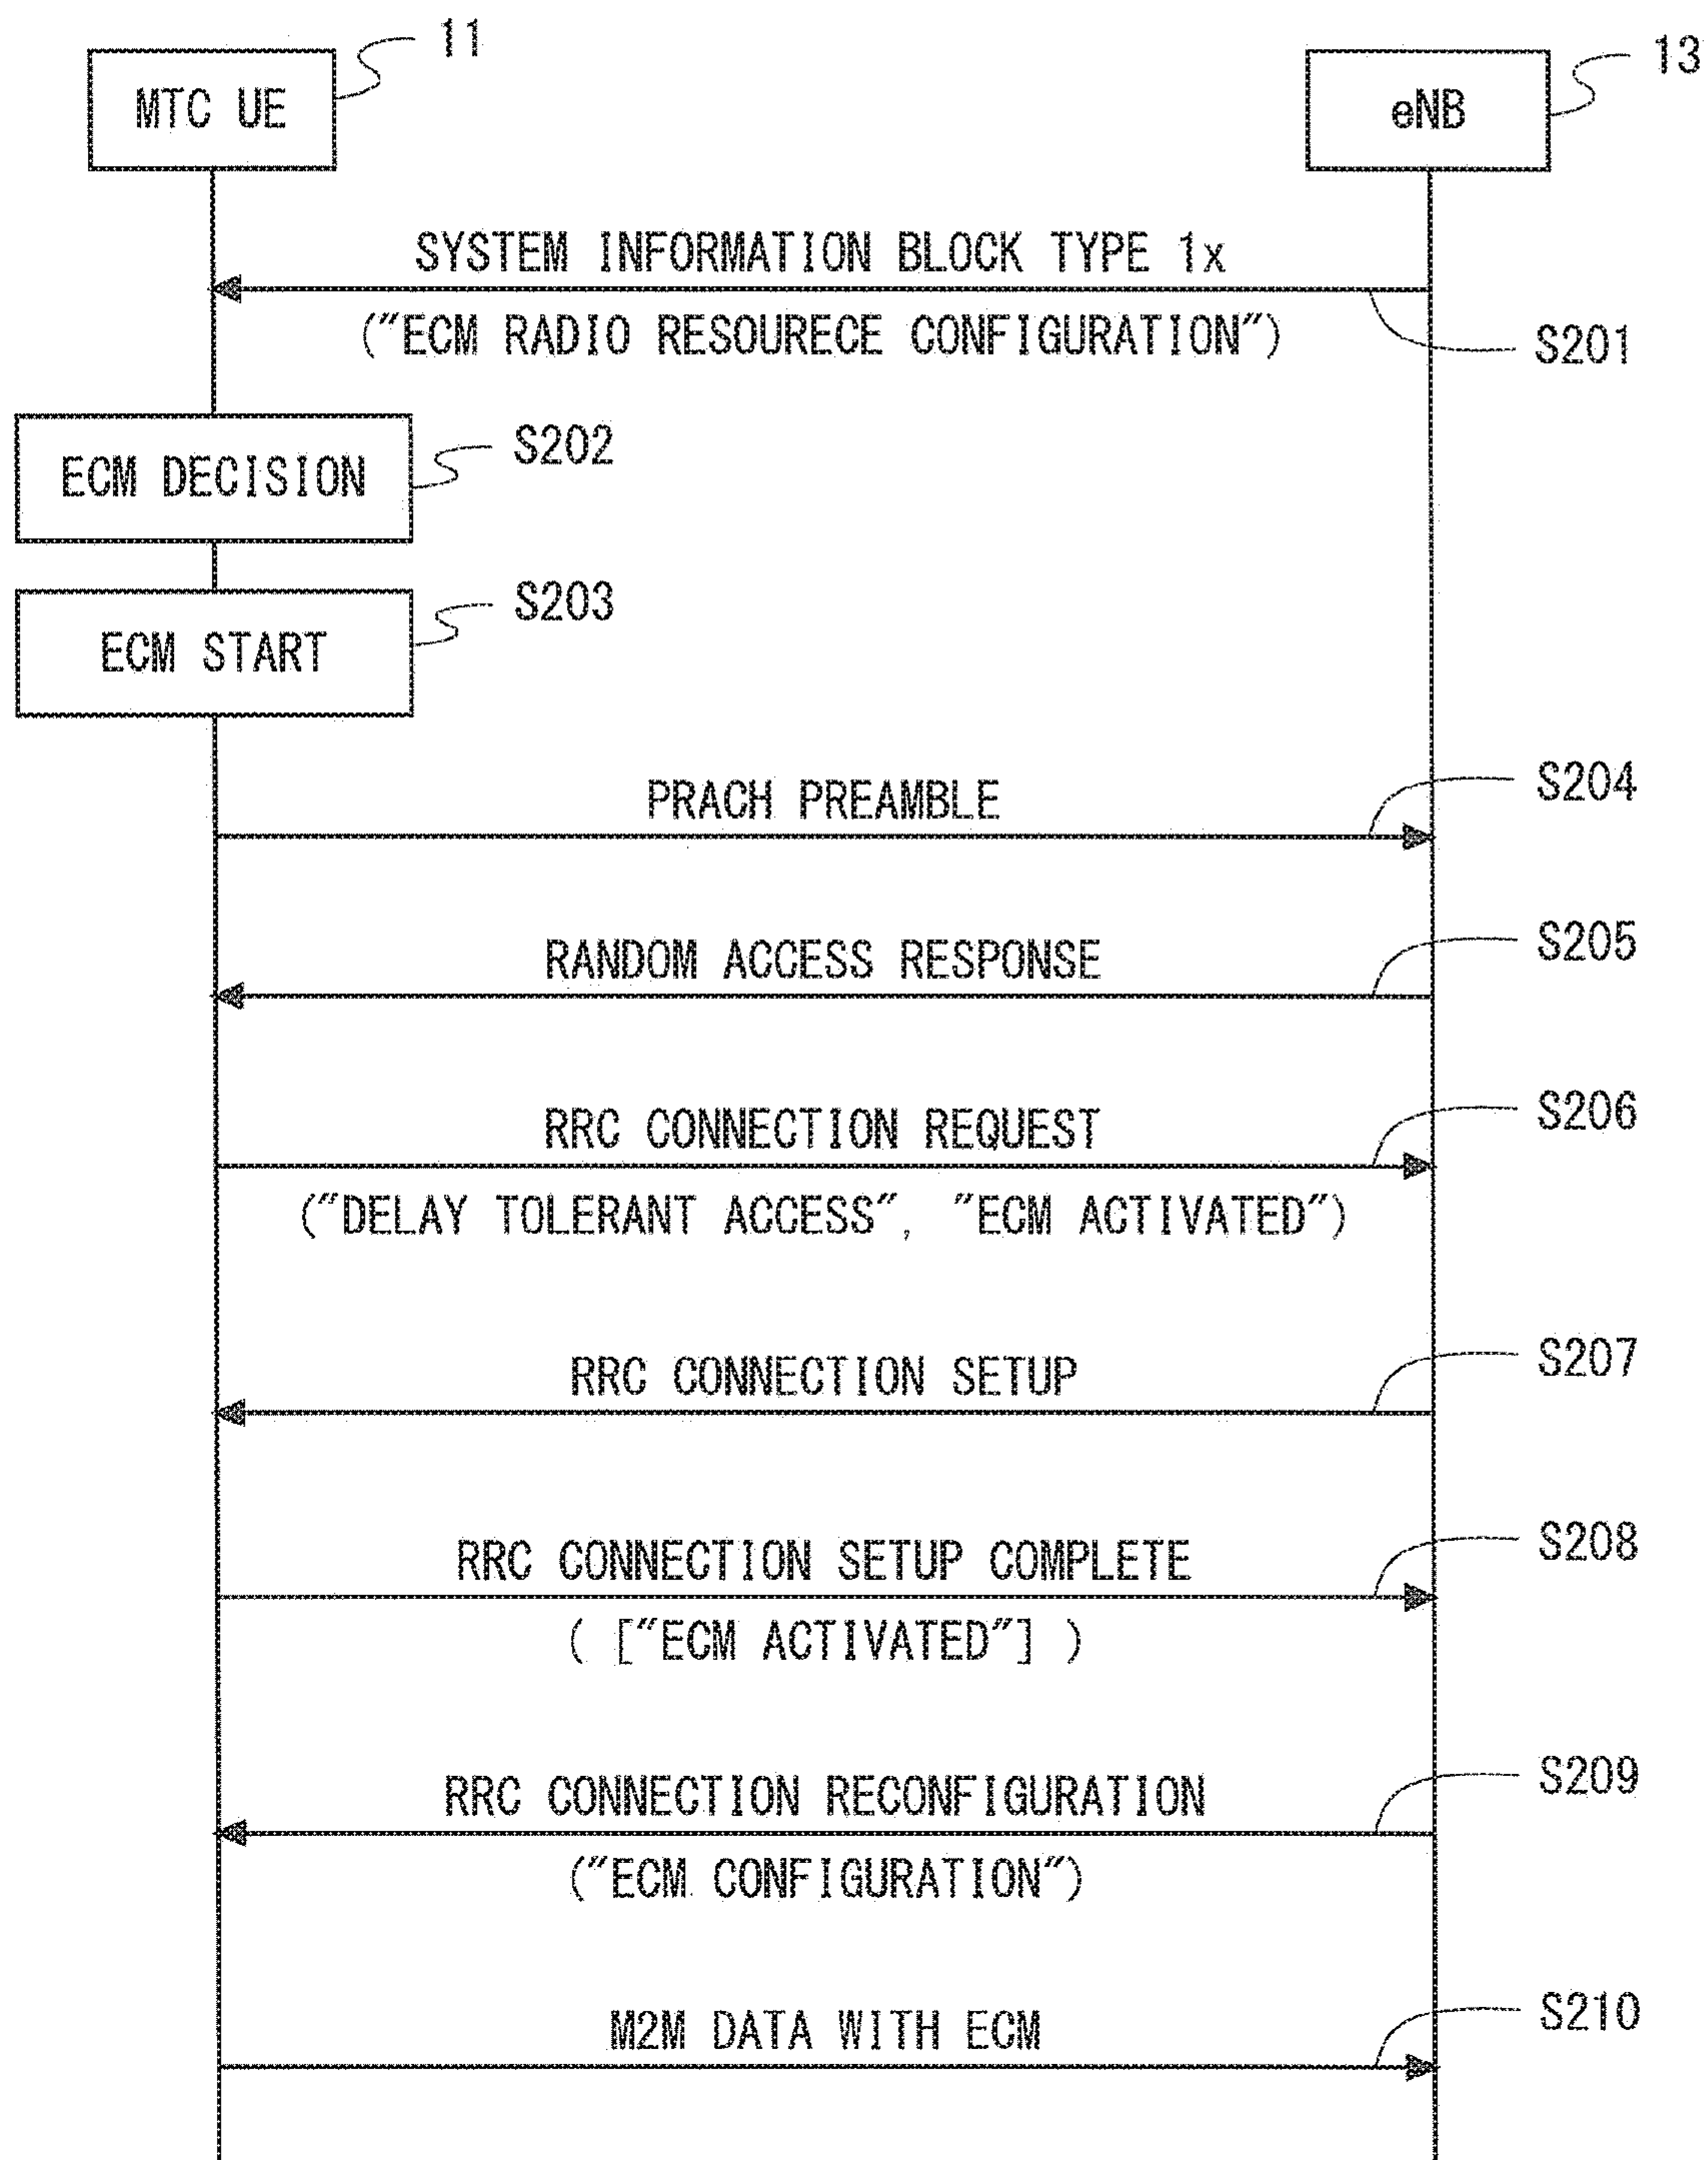 11
13
MTC UE
eNB
SYSTEM INFORMATION BLOCK TYPE 1x
("ECM RADIO RESOURECE CONFIGURATION")
S201
ECM DECISION
S202
ECM START
S203
PRACH PREAMBLE
S204
RANDOM ACCESS RESPONSE
S205
RRC CONNECTION REQUEST
S206
("DELAY TOLERANT ACCESS", "ECM ACTIVATED")
RRC CONNECTION SETUP
S207
RRC CONNECTION SETUP COMPLETE
S208
( ["ECM ACTIVATED"] )
RRC CONNECTION RECONFIGURATION
S209
("ECM CONFIGURATION")
M2M DATA WITH ECM
S210